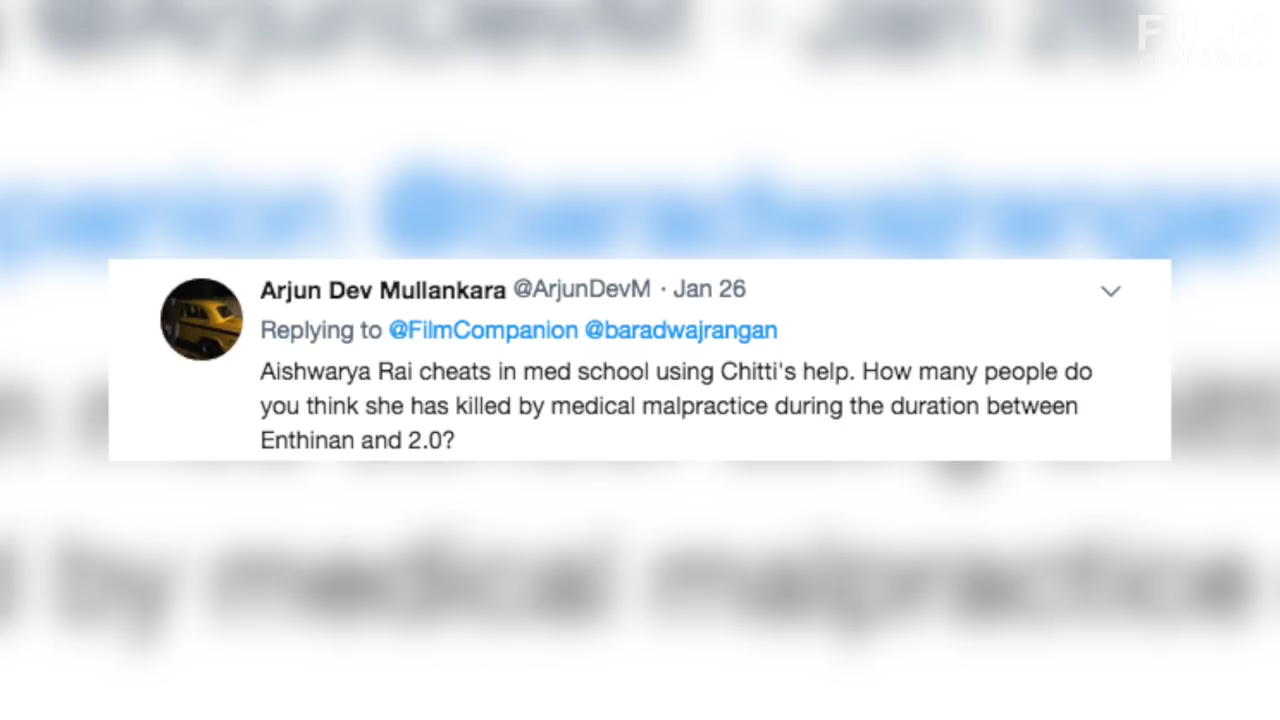 FILM
Arjun Dev Mullankara @ArjunDevM · Jan 26
Replying to @FilmCompanion @baradwajrangan
Aishwarya Rai cheats in med school using Chitti's help. How many people do
you think she has killed by medical malpractice during the duration between
Enthinan and 2.0?